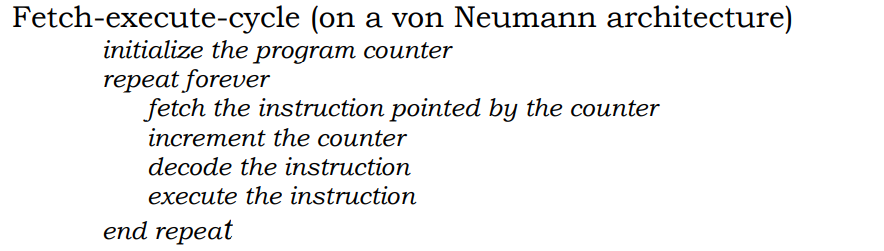 Fetch-execute-cycle (on a von Neumann architecture)
initialize the program counter
repeat forever
fetch the instruction pointed by the counter
increment the counter
decode the instruction
execute the instruction
end repeat